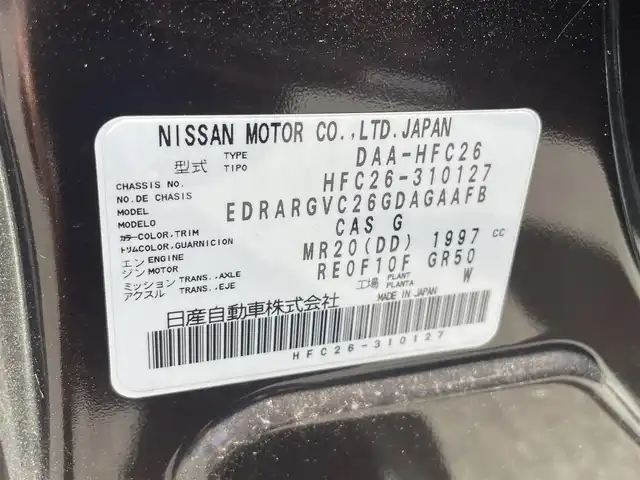 NISSAN MOTOR CO.,LTD.JAPAN
型式 TYPE TIPO DAA-HFC26
CHASSIS NO. NO.DE CHASIS HFC26-310127
MODEL MODELO EDRARGVC26GDAGAAFB
カラー COLOR,TRIM トリム COLOR,GUARNICION CAS G
エンジン ENGINE MOTOR MR20(DD) 1997 CC
ミッション アクスル TRANS.,AXLE TRANS.,EJE RE0F10F GR50
工場 PLANT PLANTA W
日産自動車株式会社 MADE IN JAPAN
HFC26-310127